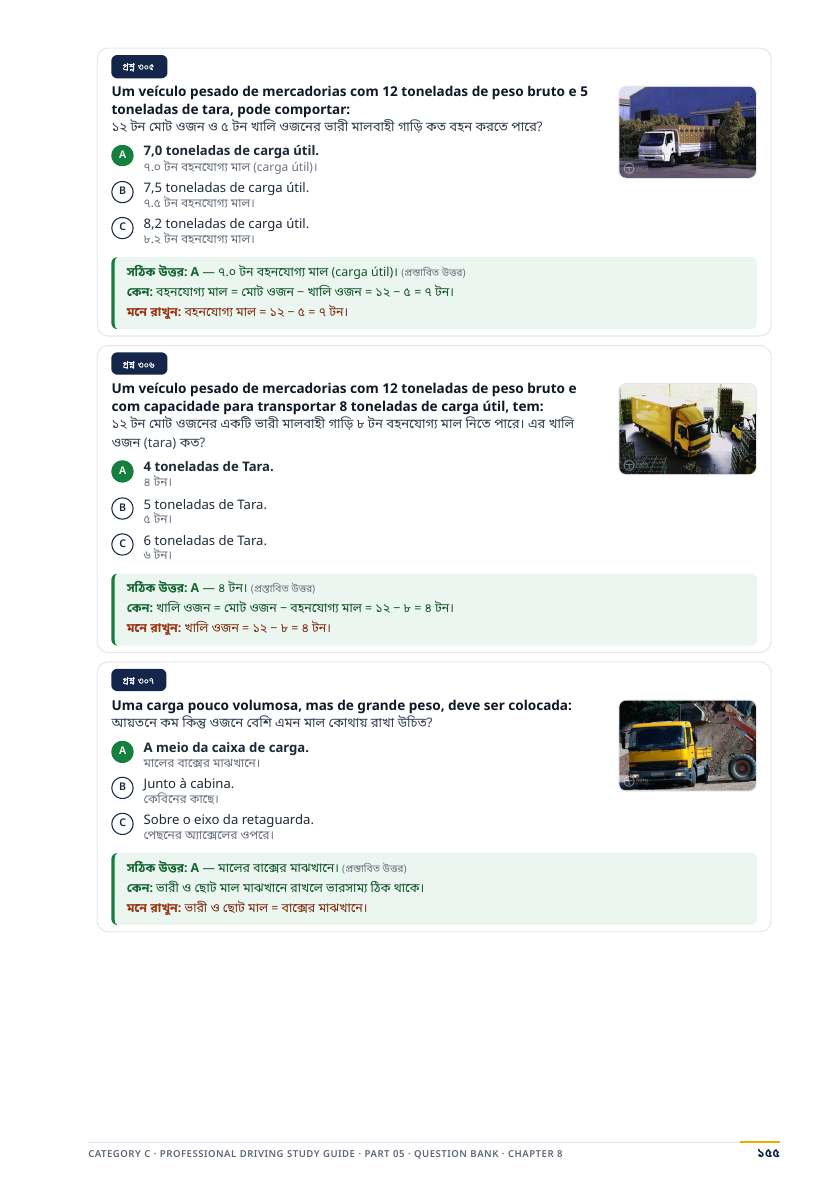 প্রশ্ন ৩০৫
Um veículo pesado de mercadorias com 12 toneladas de peso bruto e 5
toneladas de tara, pode comportar:
১২ টন মোট ওজন ও ৫ টন খালি ওজনের ভারী মালবাহী গাড়ি কত বহন করতে পারে?
A 7,0 toneladas de carga útil.
৭.০ টন বহনযোগ্য মাল (carga útil)।
B 7,5 toneladas de carga útil.
৭.৫ টন বহনযোগ্য মাল।
C 8,2 toneladas de carga útil.
৮.২ টন বহনযোগ্য মাল।
সঠিক উত্তর: A — ৭.০ টন বহনযোগ্য মাল (carga útil)। (প্রস্তাবিত উত্তর)
কেন: বহনযোগ্য মাল = মোট ওজন − খালি ওজন = ১২ − ৫ = ৭ টন।
মনে রাখুন: বহনযোগ্য মাল = ১২ − ৫ = ৭ টন।
প্রশ্ন ৩০৬
Um veículo pesado de mercadorias com 12 toneladas de peso bruto e
com capacidade para transportar 8 toneladas de carga útil, tem:
১২ টন মোট ওজনের একটি ভারী মালবাহী গাড়ি ৮ টন বহনযোগ্য মাল নিতে পারে। এর খালি
ওজন (tara) কত?
A 4 toneladas de Tara.
৪ টন।
B 5 toneladas de Tara.
৫ টন।
C 6 toneladas de Tara.
৬ টন।
সঠিক উত্তর: A — ৪ টন। (প্রস্তাবিত উত্তর)
কেন: খালি ওজন = মোট ওজন − বহনযোগ্য মাল = ১২ − ৮ = ৪ টন।
মনে রাখুন: খালি ওজন = ১২ − ৮ = ৪ টন।
প্রশ্ন ৩০৭
Uma carga pouco volumosa, mas de grande peso, deve ser colocada:
আয়তনে কম কিন্তু ওজনে বেশি এমন মাল কোথায় রাখা উচিত?
A A meio da caixa de carga.
মালের বাক্সের মাঝখানে।
B Junto à cabina.
কেবিনের কাছে।
C Sobre o eixo da retaguarda.
পেছনের অ্যাক্সেলের ওপরে।
সঠিক উত্তর: A — মালের বাক্সের মাঝখানে। (প্রস্তাবিত উত্তর)
কেন: ভারী ও ছোট মাল মাঝখানে রাখলে ভারসাম্য ঠিক থাকে।
মনে রাখুন: ভারী ও ছোট মাল = বাক্সের মাঝখানে।
CATEGORY C · PROFESSIONAL DRIVING STUDY GUIDE · PART 05 · QUESTION BANK · CHAPTER 8
১৫৫